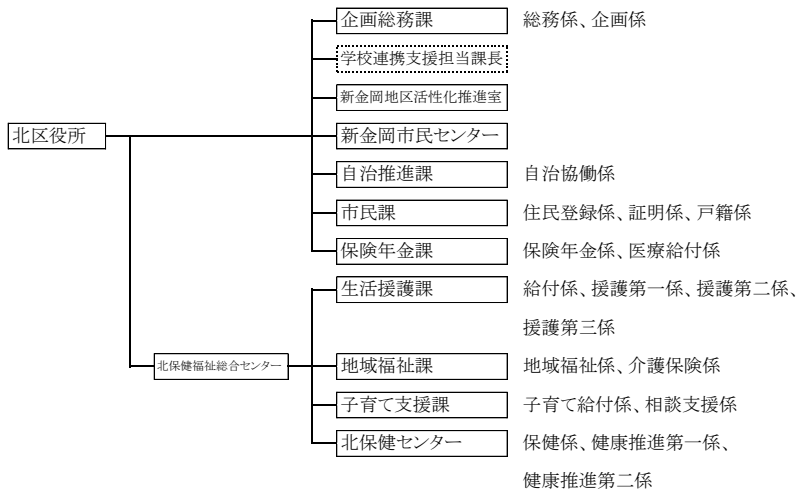 企画総務課 総務係、企画係
学校連携支援担当課長
新金岡地区活性化推進室
北区役所 新金岡市民センター
自治推進課 自治協働係
市民課 住民登録係、証明係、戸籍係
保険年金課 保険年金係、医療給付係
生活援護課 給付係、援護第一係、援護第二係、
援護第三係
北保健福祉総合センター 地域福祉課 地域福祉係、介護保険係
子育て支援課 子育て給付係、相談支援係
北保健センター 保健係、健康推進第一係、
健康推進第二係